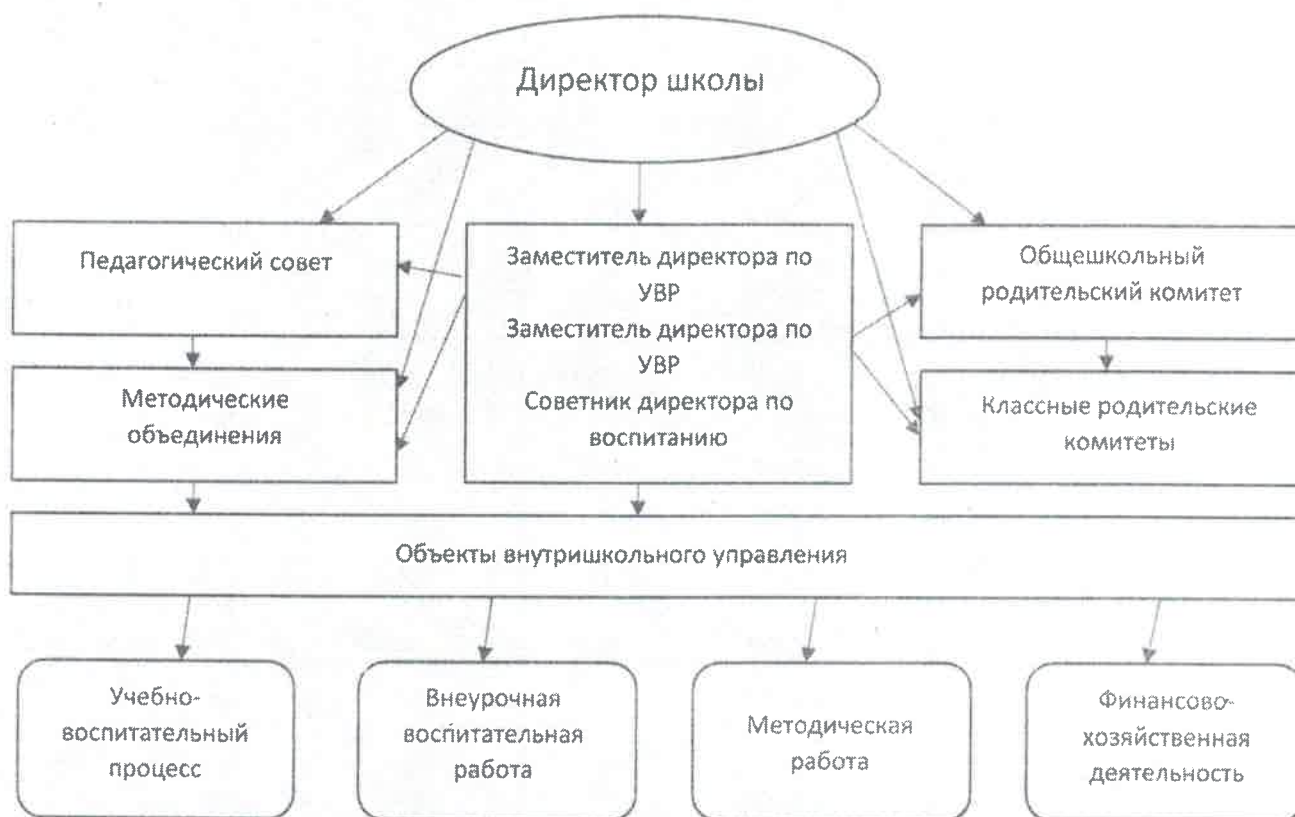 Директор школы
Педагогический совет
Заместитель директора по
УВР
Заместитель директора по
УВР
Советник директора по
воспитанию
Общешкольный
родительский комитет
Методические
объединения
Классные родительские
комитеты
Объекты внутришкольного управления
Учебно-
воспитательный
процесс
Внеурочная
воспитательная
работа
Методическая
работа
Финансово-
хозяйственная
деятельность